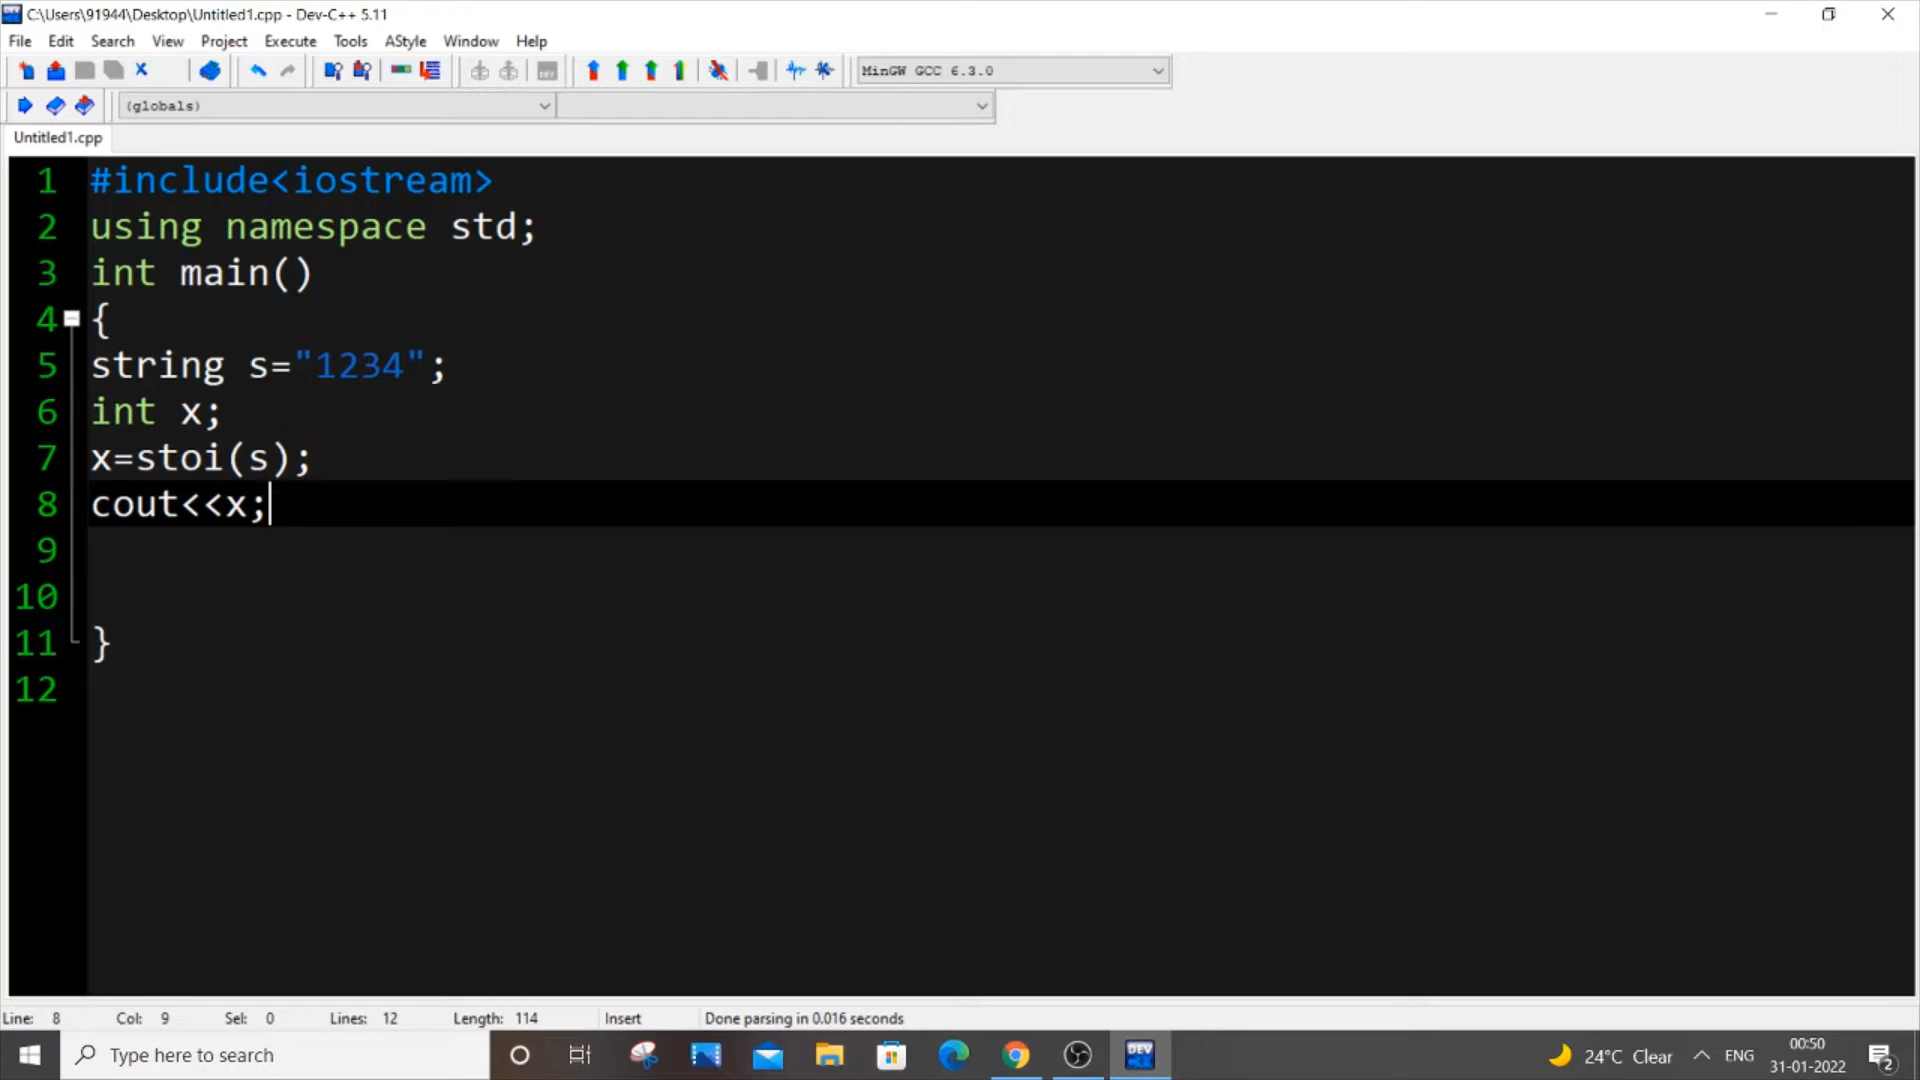 C:\Users\91944\Desktop\Untitled1.cpp - Dev-C++ 5.11
File Edit Search View Project Execute Tools AStyle Window Help
MinGW GCC 6.3.0
(globals)
Untitled1.cpp
1 #include<iostream>
2 using namespace std;
3 int main()
4 {
5 string s="1234";
6 int x;
7 x=stoi(s);
8 cout<<x;
9
10
11 }
12
Line: 8 Col: 9 Sel: 0 Lines: 12 Length: 114 Insert Done parsing in 0.016 seconds
Type here to search
DEV
24°C Clear
ENG
00:50
31-01-2022
2